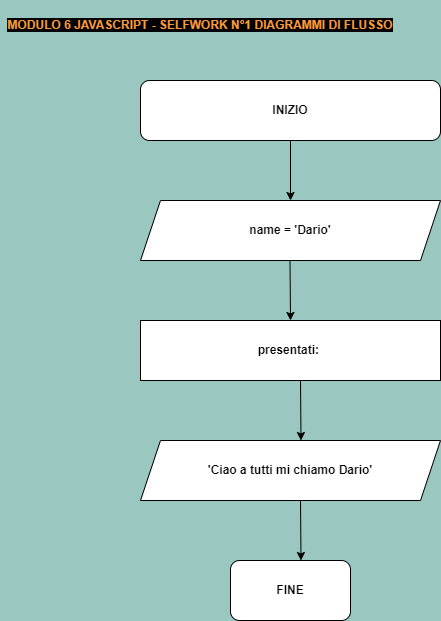 MODULO 6 JAVASCRIPT - SELFWORK N°1 DIAGRAMMI DI FLUSSO
INIZIO
name = 'Dario'
presentati:
'Ciao a tutti mi chiamo Dario'
FINE